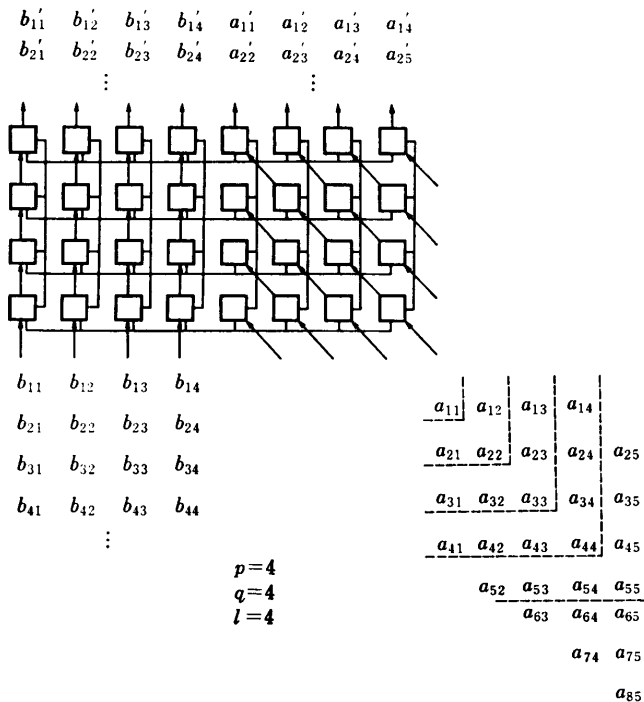 b'₁₁ b'₁₂ b'₁₃ b'₁₄ a'₁₁ a'₁₂ a'₁₃ a'₁₄
b'₂₁ b'₂₂ b'₂₃ b'₂₄ a'₂₂ a'₂₃ a'₂₄ a'₂₅
⋮ ⋮
b₁₁ b₁₂ b₁₃ b₁₄
b₂₁ b₂₂ b₂₃ b₂₄
b₃₁ b₃₂ b₃₃ b₃₄
b₄₁ b₄₂ b₄₃ b₄₄
⋮
p=4
q=4
l=4
a₁₁ a₁₂ a₁₃ a₁₄
a₂₁ a₂₂ a₂₃ a₂₄ a₂₅
a₃₁ a₃₂ a₃₃ a₃₄ a₃₅
a₄₁ a₄₂ a₄₃ a₄₄ a₄₅
a₅₂ a₅₃ a₅₄ a₅₅
a₆₃ a₆₄ a₆₅
a₇₄ a₇₅
a₈₅